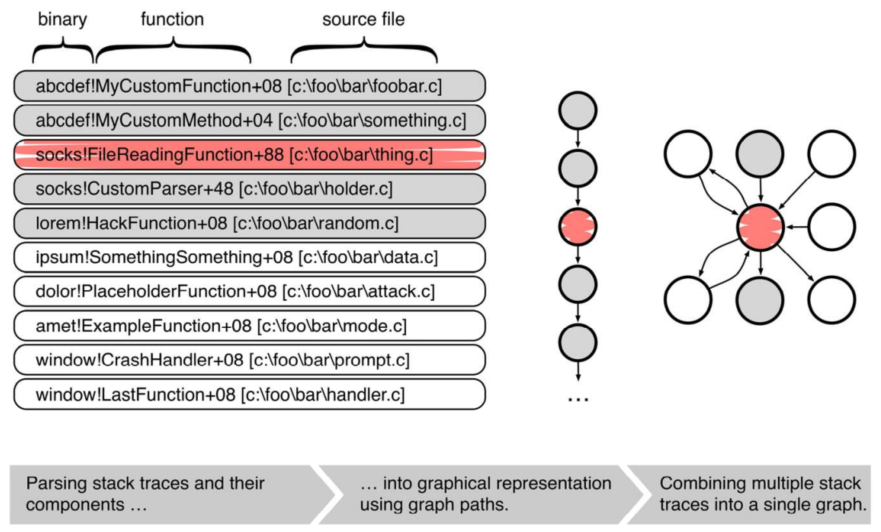 binary function source file
abcdef!MyCustomFunction+08 [c:\foo\bar\foobar.c]
abcdef!MyCustomMethod+04 [c:\foo\bar\something.c]
socks!FileReadingFunction+88 [c:\foo\bar\thing.c]
socks!CustomParser+48 [c:\foo\bar\holder.c]
lorem!HackFunction+08 [c:\foo\bar\random.c]
ipsum!SomethingSomething+08 [c:\foo\bar\data.c]
dolor!PlaceholderFunction+08 [c:\foo\bar\attack.c]
amet!ExampleFunction+08 [c:\foo\bar\mode.c]
window!CrashHandler+08 [c:\foo\bar\prompt.c]
window!LastFunction+08 [c:\foo\bar\handler.c]
...
Parsing stack traces and their
components ...
... into graphical representation
using graph paths.
Combining multiple stack
traces into a single graph.